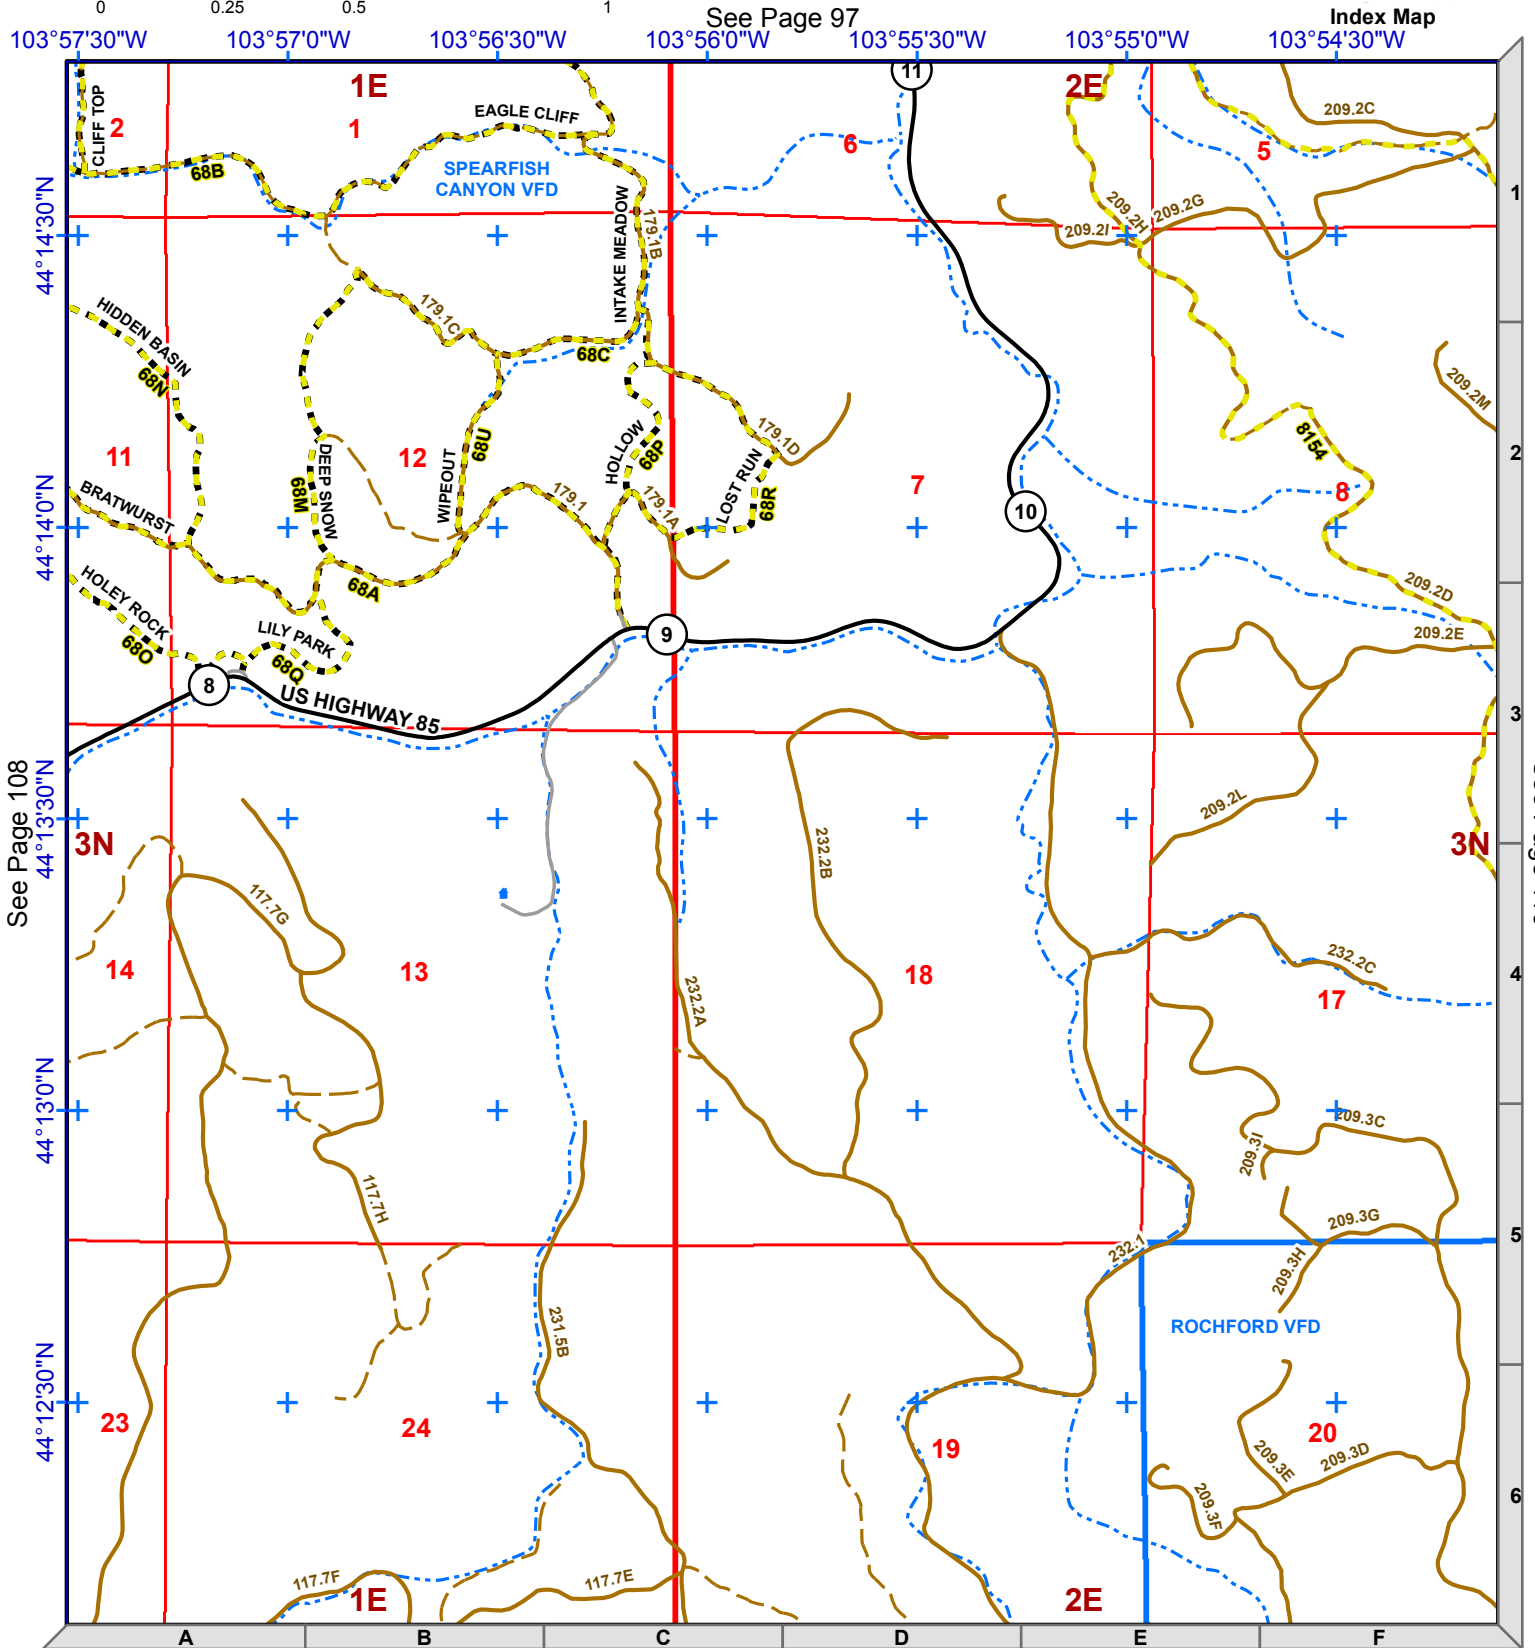 0 0.25 0.5 1
See Page 97
Index Map
103°57'30"W 103°57'0"W 103°56'30"W 103°56'0"W 103°55'30"W 103°55'0"W 103°54'30"W
1E
2E
11
CLIFF TOP
2
1
EAGLE CLIFF
6
5
209.2C
68B
SPEARFISH
CANYON VFD
1
44°14'30"N
INTAKE MEADOW
179.1B
209.2H
209.2G
209.2I
HIDDEN BASIN
68N
179.1C
68C
209.2M
11
12
68U
WIPEOUT
HOLLOW
68P
179.1D
LOST RUN
68R
7
8154
8
2
BRATWURST
68M
DEEP SNOW
179.1
179.1A
10
44°14'0"N
HOLEY ROCK
68O
68A
209.2D
LILY PARK
68Q
9
209.2E
8
US HIGHWAY 85
3
See Page 108
44°13'30"N
3N
209.2L
232.2B
3N
117.7G
14
13
18
232.2C
17
4
232.2A
44°13'0"N
209.3C
209.3I
117.7H
209.3G
5
232.1
209.3H
231.5B
ROCHFORD VFD
44°12'30"N
23
24
19
20
209.3D
209.3E
209.3F
6
117.7F
117.7E
1E
2E
A B C D E F